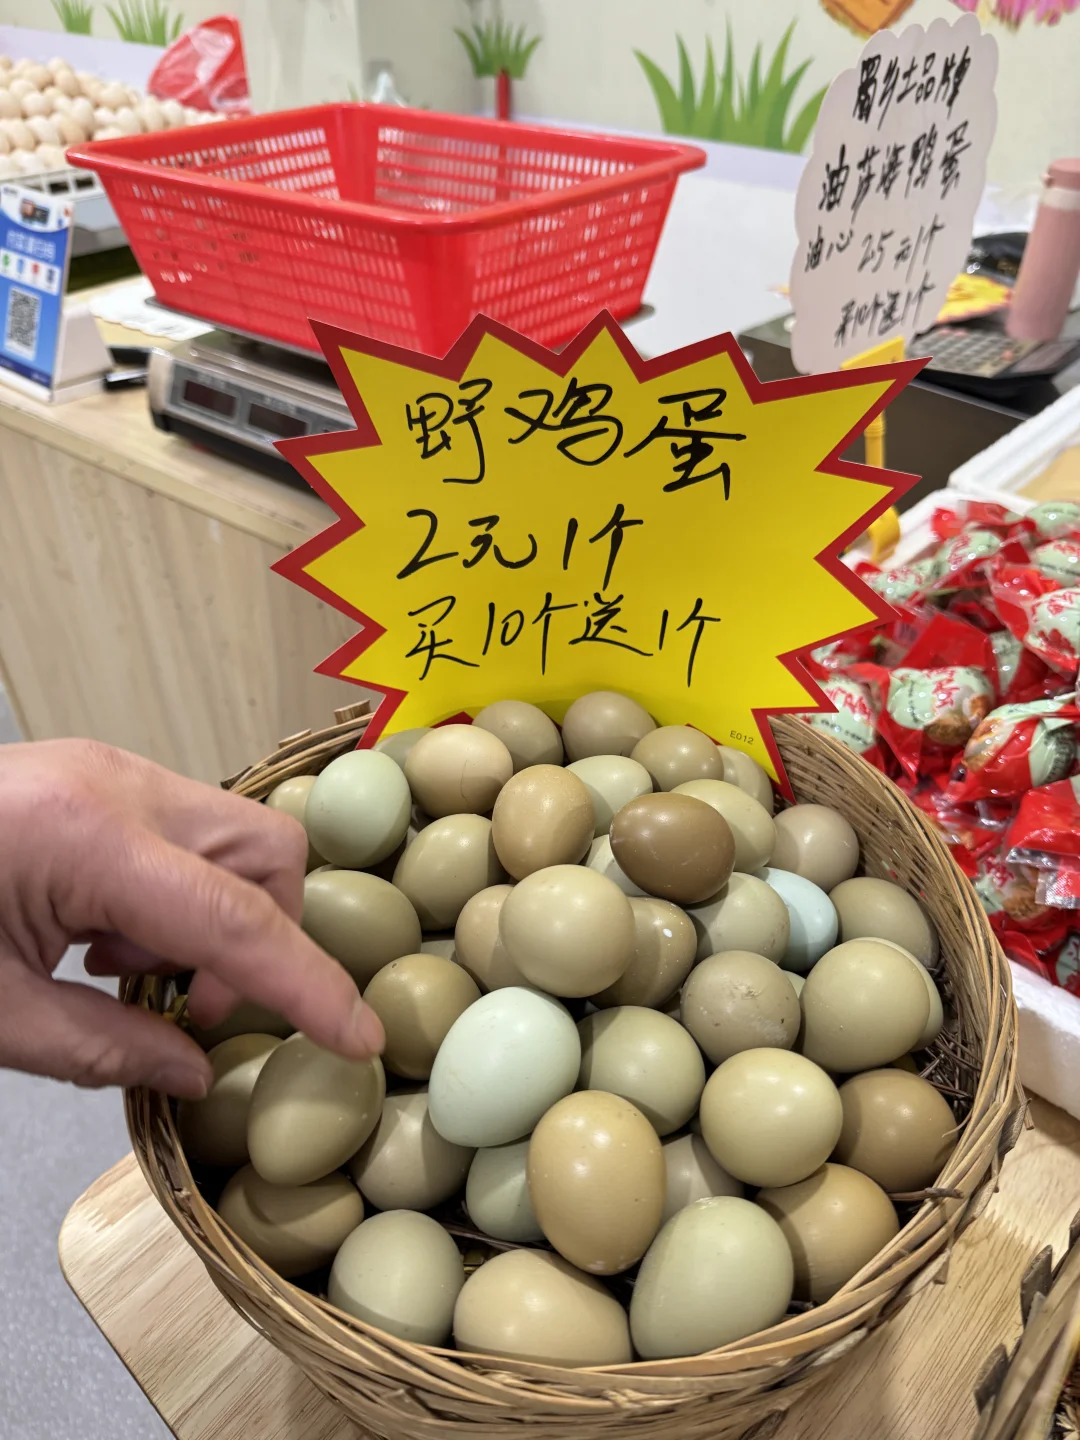 蜀乡土品牌
油莎海鸭蛋
油心 2.5元1个
买10个送1个
野鸡蛋
2元1个
买10个送1个
E012